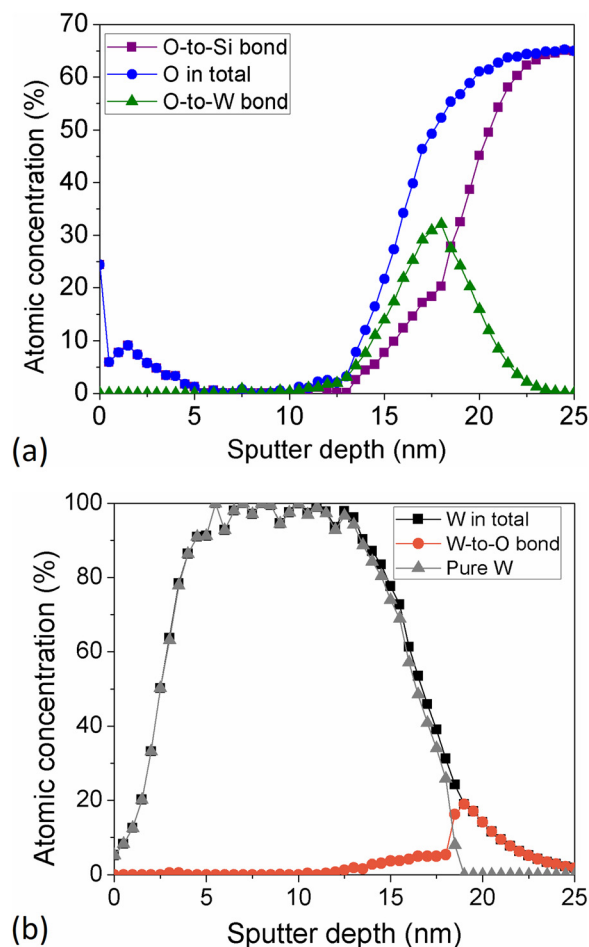 70
60
50
40
30
20
10
0
Atomic concentration (%)
O-to-Si bond
O in total
O-to-W bond
0 5 10 15 20 25
Sputter depth (nm)
(a)
100
80
60
40
20
0
Atomic concentration (%)
W in total
W-to-O bond
Pure W
0 5 10 15 20 25
Sputter depth (nm)
(b)